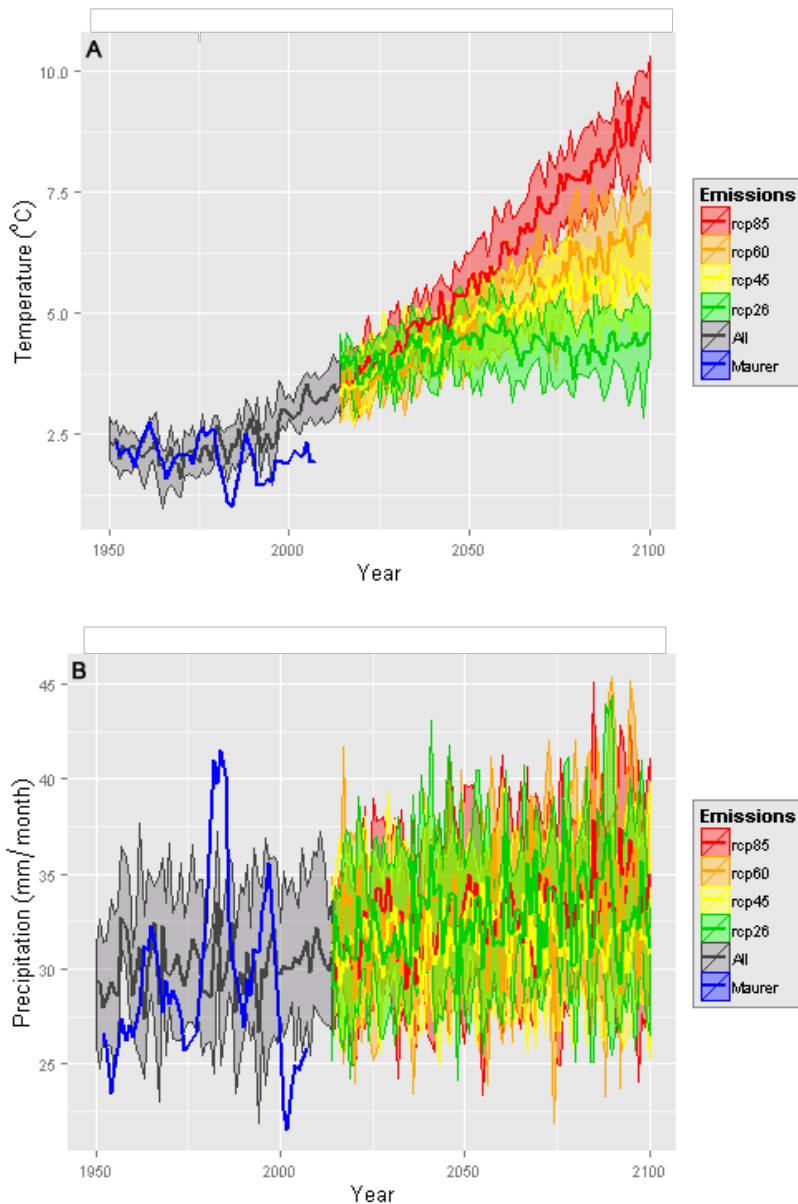 A
10.0
7.5
5.0
2.5
Temperature (°C)
1950
2000
2050
2100
Year
Emissions
rcp85
rcp60
rcp45
rcp26
All
Maurer
B
45
40
35
30
25
Precipitation (mm/ month)
1950
2000
2050
2100
Year
Emissions
rcp85
rcp60
rcp45
rcp26
All
Maurer